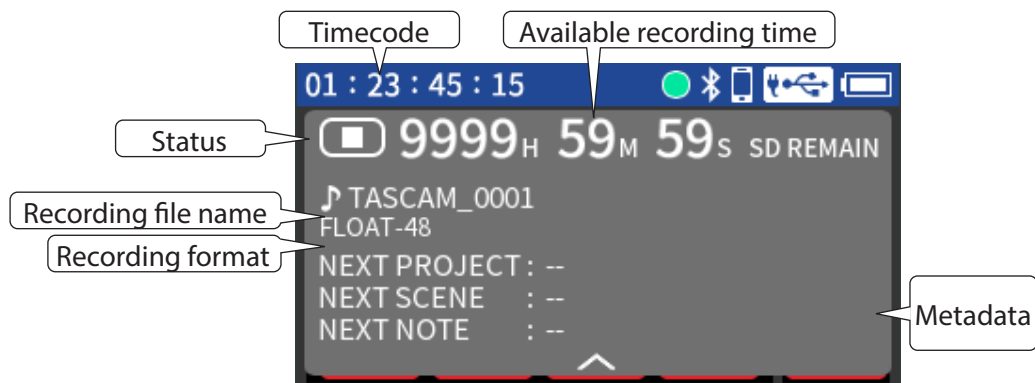 Timecode
Available recording time
01 : 23 : 45 : 15
Status
9999H 59M 59S SD REMAIN
TASCAM_0001
Recording file name
FLOAT-48
Recording format
NEXT PROJECT : --
NEXT SCENE : --
NEXT NOTE : --
Metadata